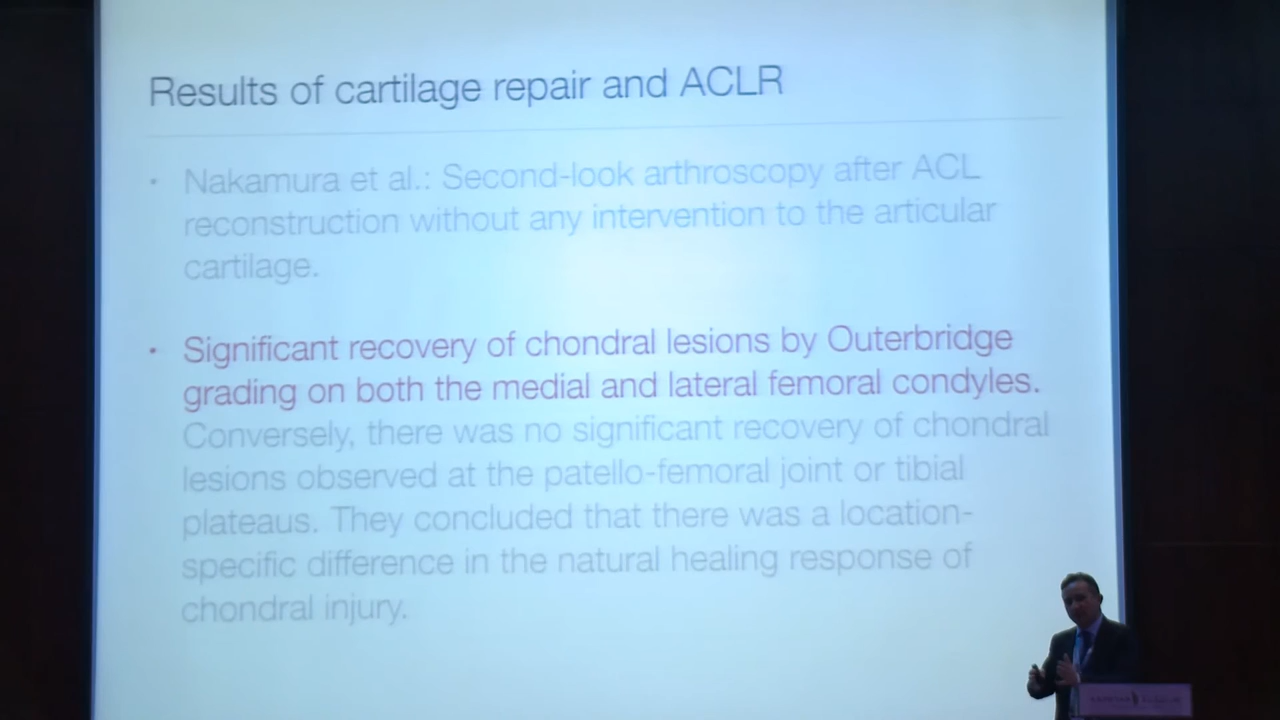 Results of cartilage repair and ACLR
• Nakamura et al.: Second-look arthroscopy after ACL
reconstruction without any intervention to the articular
cartilage.
• Significant recovery of chondral lesions by Outerbridge
grading on both the medial and lateral femoral condyles.
Conversely, there was no significant recovery of chondral
lesions observed at the patello-femoral joint or tibial
plateaus. They concluded that there was a location-
specific difference in the natural healing response of
chondral injury.